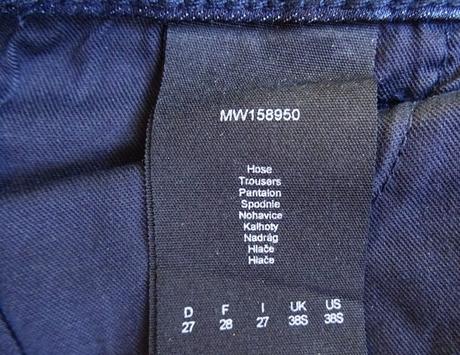 MW158950
Hose
Trousers
Pantalon
Spodnie
Nohavice
Kalhoty
Nadrág
Hlače
Hlače
D F I UK US
27 28 27 38S 38S